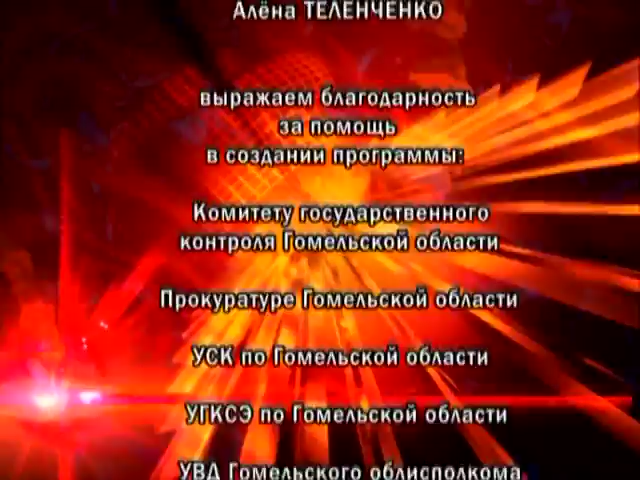 Алёна ТЕЛЕНЧЕНКО
выражаем благодарность
за помощь
в создании программы:
Комитету государственного
контроля Гомельской области
Прокуратуре Гомельской области
УСК по Гомельской области
УГКСЭ по Гомельской области
УВД Гомельского облисполкома